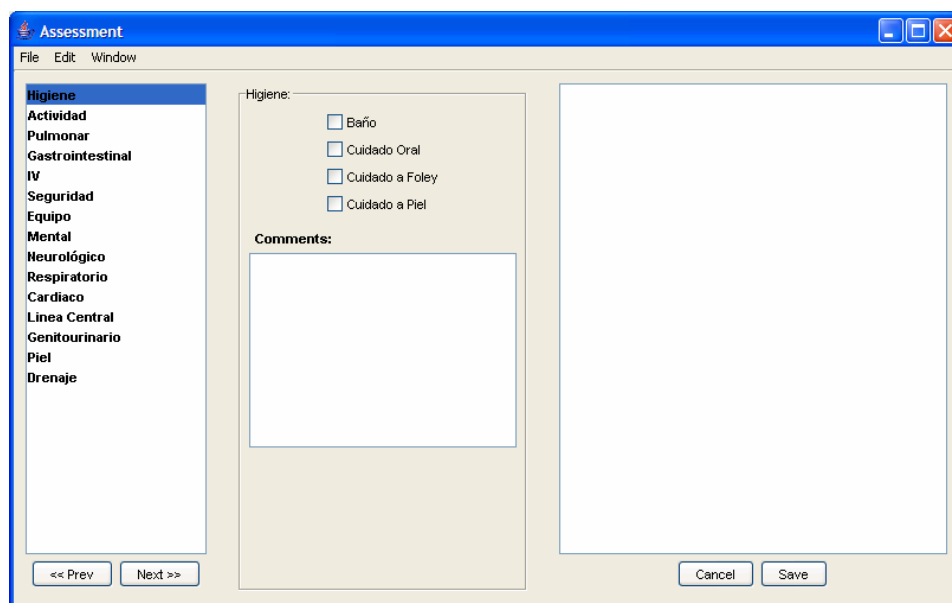 Assessment
File Edit Window
Higiene
Actividad
Pulmonar
Gastrointestinal
IV
Seguridad
Equipo
Mental
Neurológico
Respiratorio
Cardiaco
Linea Central
Genitourinario
Piel
Drenaje
<< Prev Next >>
Higiene:
Baño
Cuidado Oral
Cuidado a Foley
Cuidado a Piel
Comments:
Cancel Save